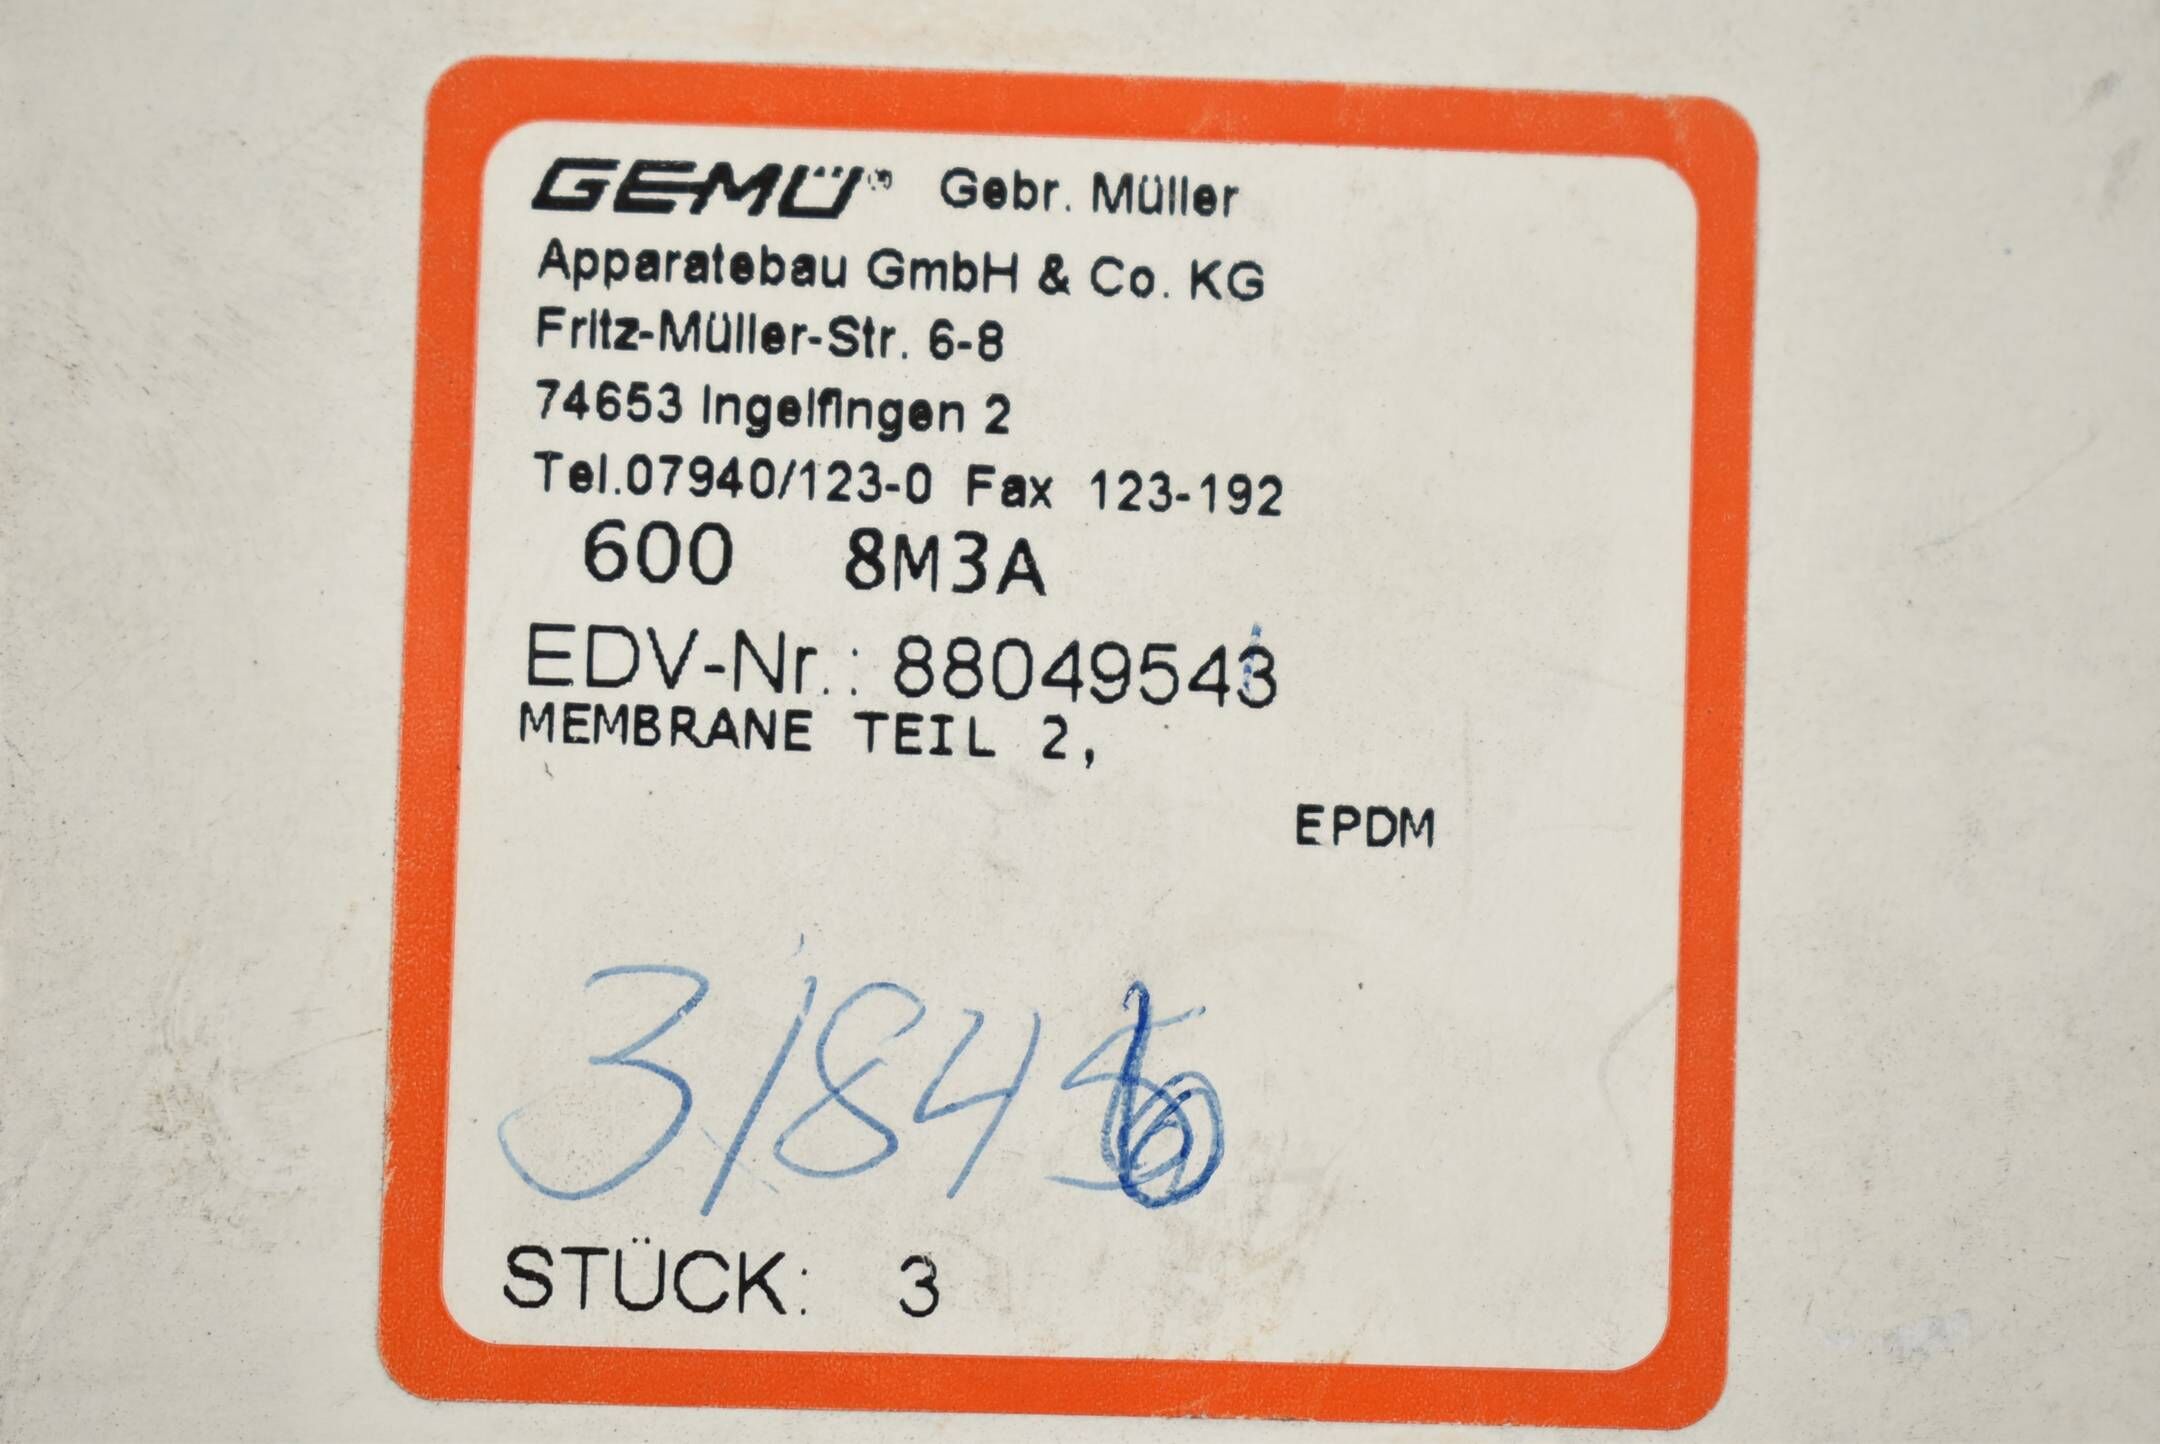 GEMÜ® Gebr. Müller
Apparatebau GmbH & Co. KG
Fritz-Müller-Str. 6-8
74653 Ingelfingen 2
Tel.07940/123-0 Fax 123-192
600 8M3A
EDV-Nr.: 88049543
MEMBRANE TEIL 2,
EPDM
STÜCK: 3